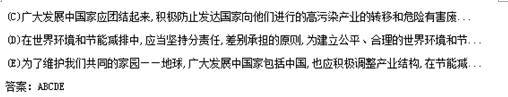 (C)广大发展中国家应团结起来,积极防止发达国家向他们进行的高污染产业的转移和危险有害废...
(D)在世界环境和节能减排中,应当坚持分责任,差别承担的原则,为建立公平、合理的世界环境和节...
(E)为了维护我们共同的家园——地球,广大发展中国家包括中国,也应积极调整产业结构,在节能减...
答案: ABCDE